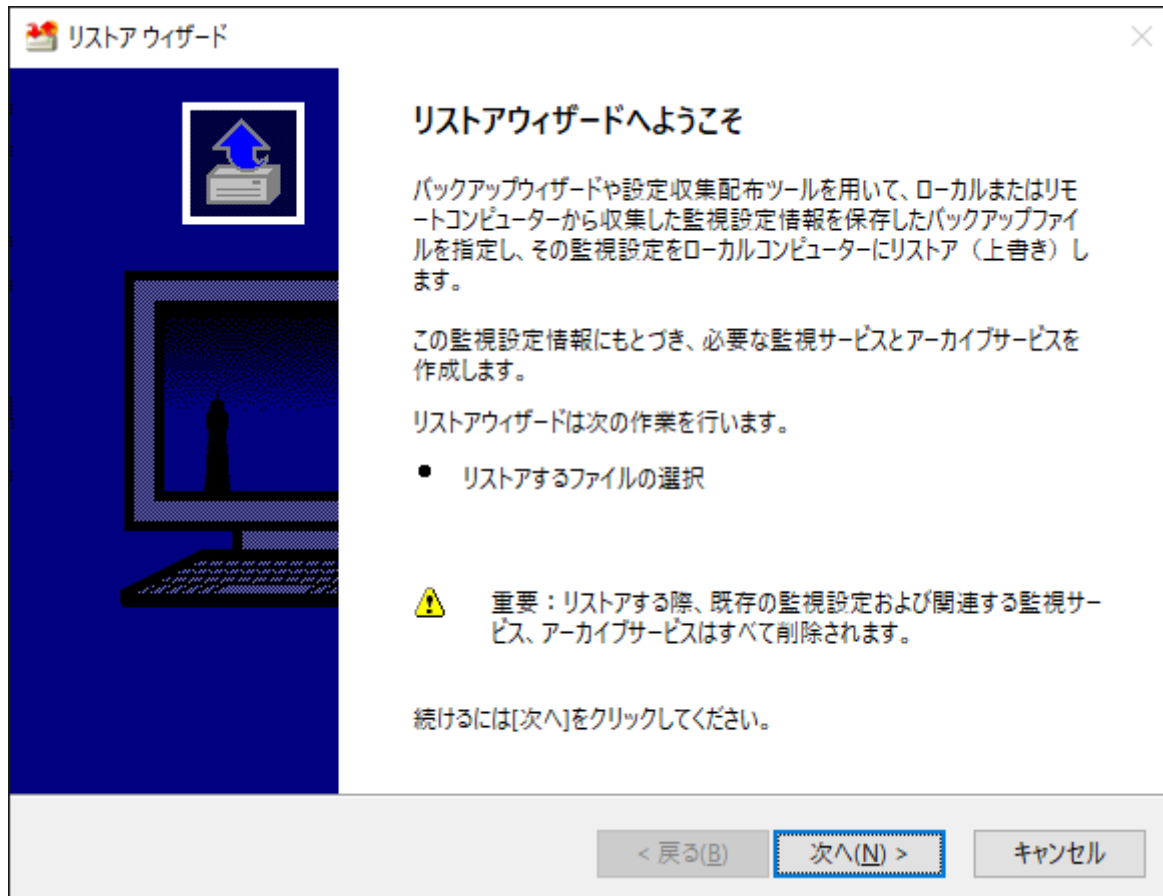 リストア ウィザード
リストアウィザードへようこそ
バックアップウィザードや設定収集配布ツールを用いて、ローカルまたはリモ
ートコンピューターから収集した監視設定情報を保存したバックアップファイ
ルを指定し、その監視設定をローカルコンピューターにリストア（上書き）し
ます。
この監視設定情報にもとづき、必要な監視サービスとアーカイブサービスを
作成します。
リストアウィザードは次の作業を行います。
● リストアするファイルの選択
重要：リストアする際、既存の監視設定および関連する監視サー
ビス、アーカイブサービスはすべて削除されます。
続けるには[次へ]をクリックしてください。
< 戻る(B) 次へ(N) > キャンセル